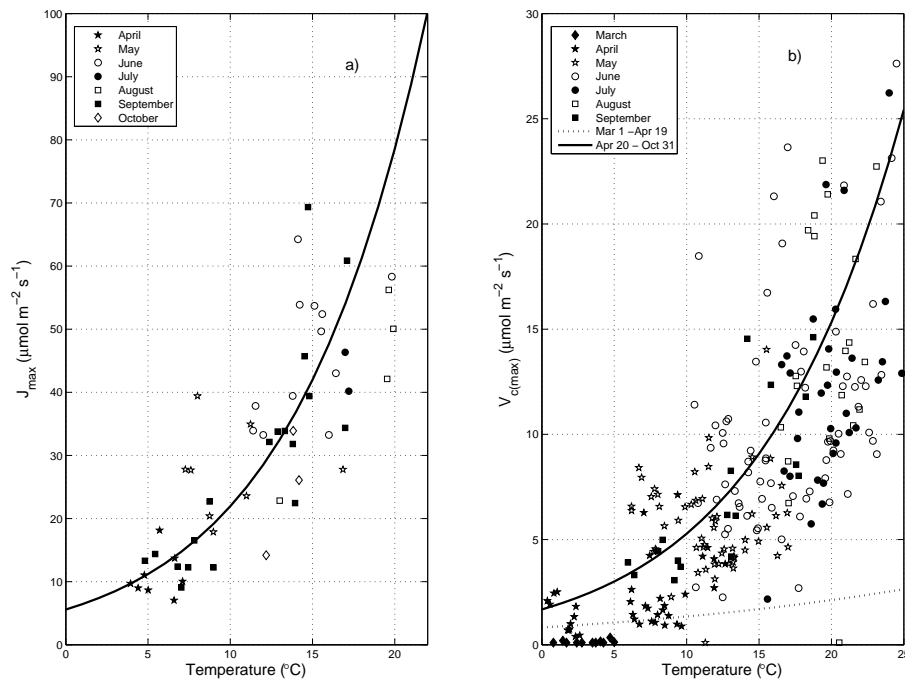 100
90
80
70
60
50
40
30
20
10
0
J max (μmol m−2 s−1)
April
May
June
July
August
September
October
a)
0 5 10 15 20
Temperature (°C)
30
25
20
15
10
5
0
V c(max) (μmol m−2 s−1)
March
April
May
June
July
August
September
Mar 1 −Apr 19
Apr 20 − Oct 31
b)
0 5 10 15 20 25
Temperature (°C)